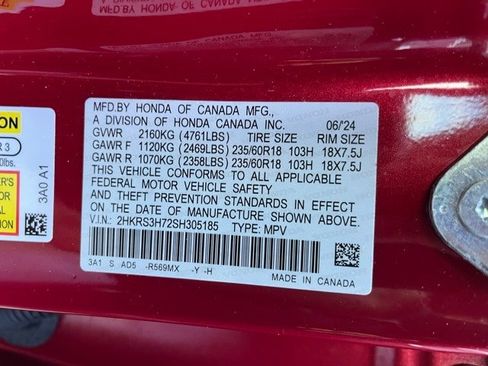 MFD.BY HONDA OF CANADA MFG.,
A DIVISION OF HONDA CANADA INC. 06/24
GVWR 2160KG (4761LBS) TIRE SIZE RIM SIZE
GAWR F 1120KG (2469LBS) 235/60R18 103H 18X7.5J
GAWR R 1070KG (2358LBS) 235/60R18 103H 18X7.5J
THIS VEHICLE CONFORMS TO ALL APPLICABLE
FEDERAL MOTOR VEHICLE SAFETY
AND THEFT PREVENTION STANDARDS IN EFFECT
ON THE DATE OF MANUFACTURE SHOWN ABOVE.
V.I.N.: 2HKRS3H72SH305185 TYPE: MPV
3A1 S AD5 -R569MX -Y -H
MADE IN CANADA
3A0 A1